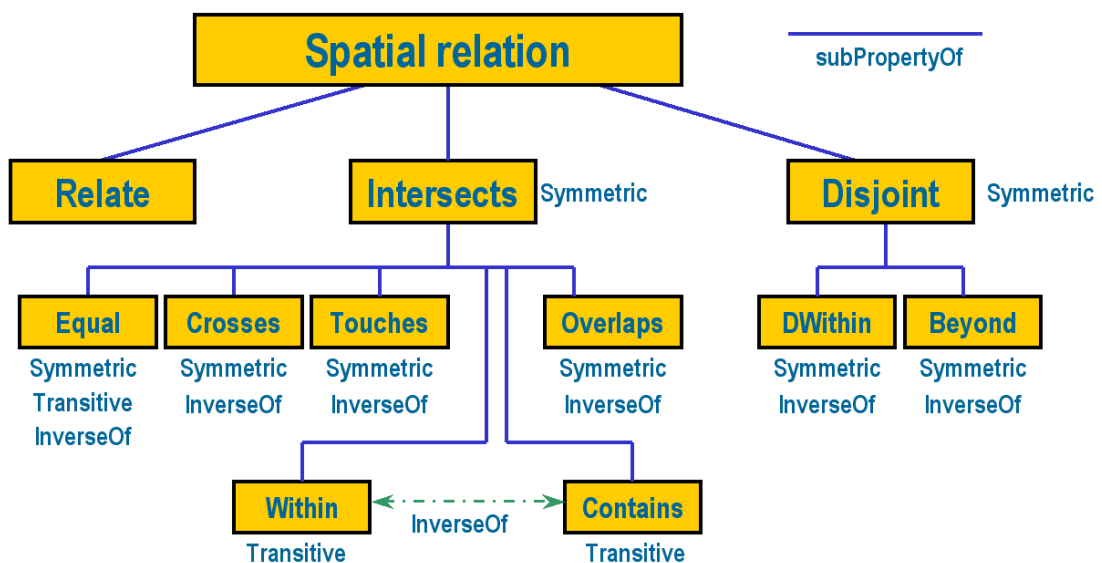 Spatial relation
subPropertyOf
Relate
Intersects
Symmetric
Disjoint
Symmetric
Equal
Crosses
Touches
Overlaps
DWithin
Beyond
Symmetric
Symmetric
Symmetric
Symmetric
Symmetric
Symmetric
Transitive
InverseOf
InverseOf
InverseOf
InverseOf
InverseOf
InverseOf
Within
InverseOf
Contains
Transitive
Transitive